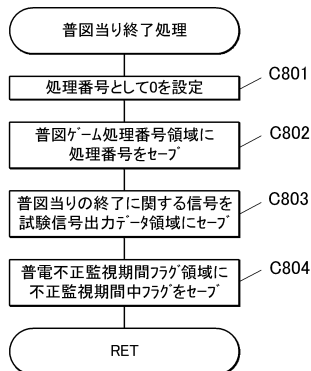 普図当り終了処理
C801
処理番号として0を設定
C802
普図ゲーム処理番号領域に
処理番号をセーブ
C803
普図当りの終了に関する信号を
試験信号出力データ領域にセーブ
C804
普電不正監視期間フラグ領域に
不正監視期間中フラグをセーブ
RET